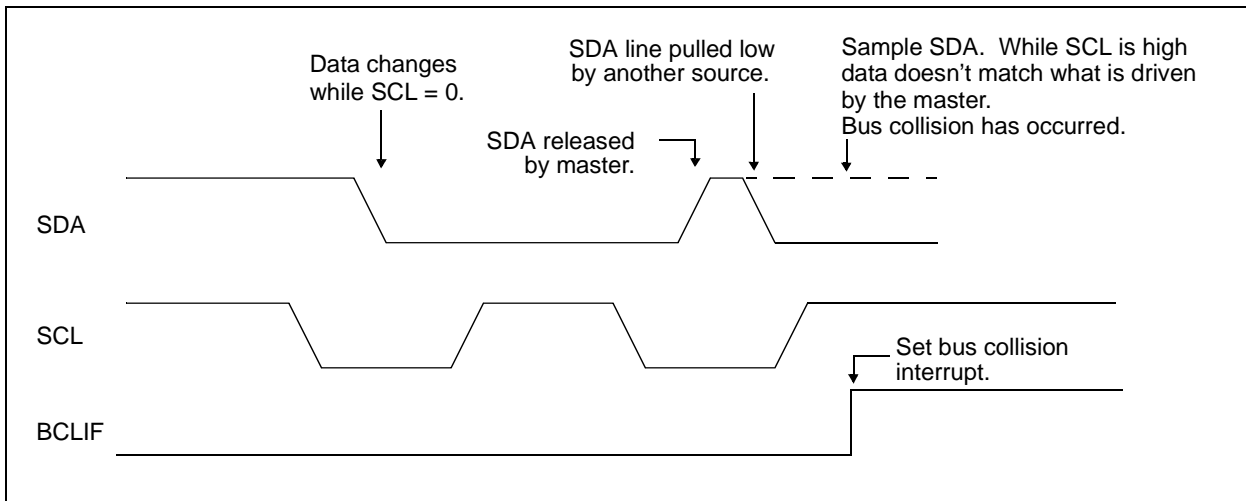 Data changes
while SCL = 0.
SDA line pulled low
by another source.
Sample SDA.  While SCL is high
data doesn't match what is driven
by the master.
Bus collision has occurred.
SDA released
by master.
SDA
SCL
Set bus collision
interrupt.
BCLIF